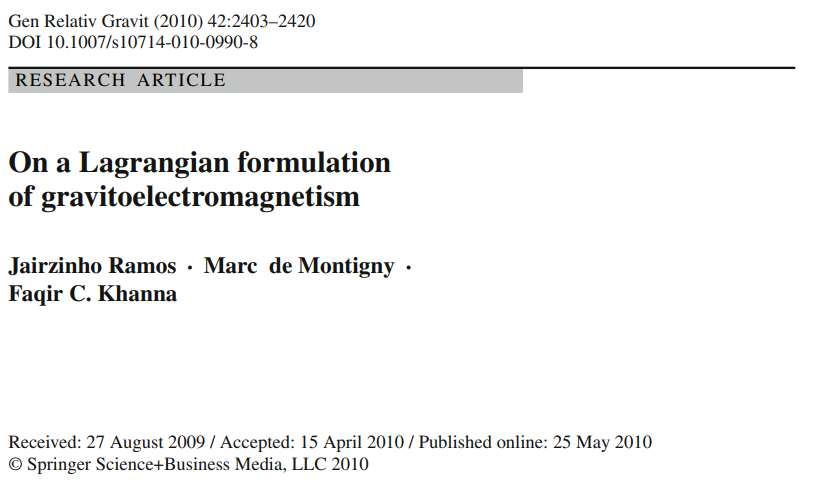 Gen Relativ Gravit (2010) 42:2403–2420
DOI 10.1007/s10714-010-0990-8
RESEARCH ARTICLE
On a Lagrangian formulation
of gravitoelectromagnetism
Jairzinho Ramos · Marc de Montigny ·
Faqir C. Khanna
Received: 27 August 2009 / Accepted: 15 April 2010 / Published online: 25 May 2010
© Springer Science+Business Media, LLC 2010